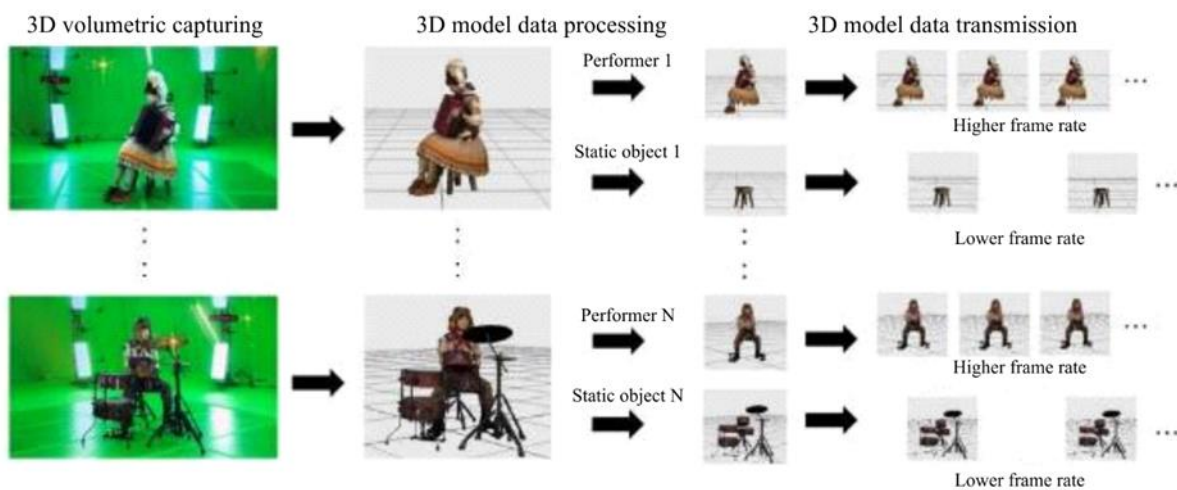 3D volumetric capturing
3D model data processing
3D model data transmission
Performer 1
Higher frame rate
Static object 1
Lower frame rate
Performer N
Higher frame rate
Static object N
Lower frame rate